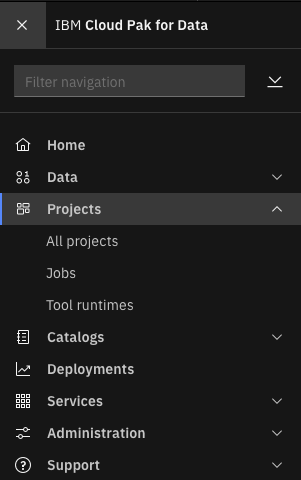 IBM Cloud Pak for Data
Filter navigation
Home
Data
Projects
All projects
Jobs
Tool runtimes
Catalogs
Deployments
Services
Administration
Support